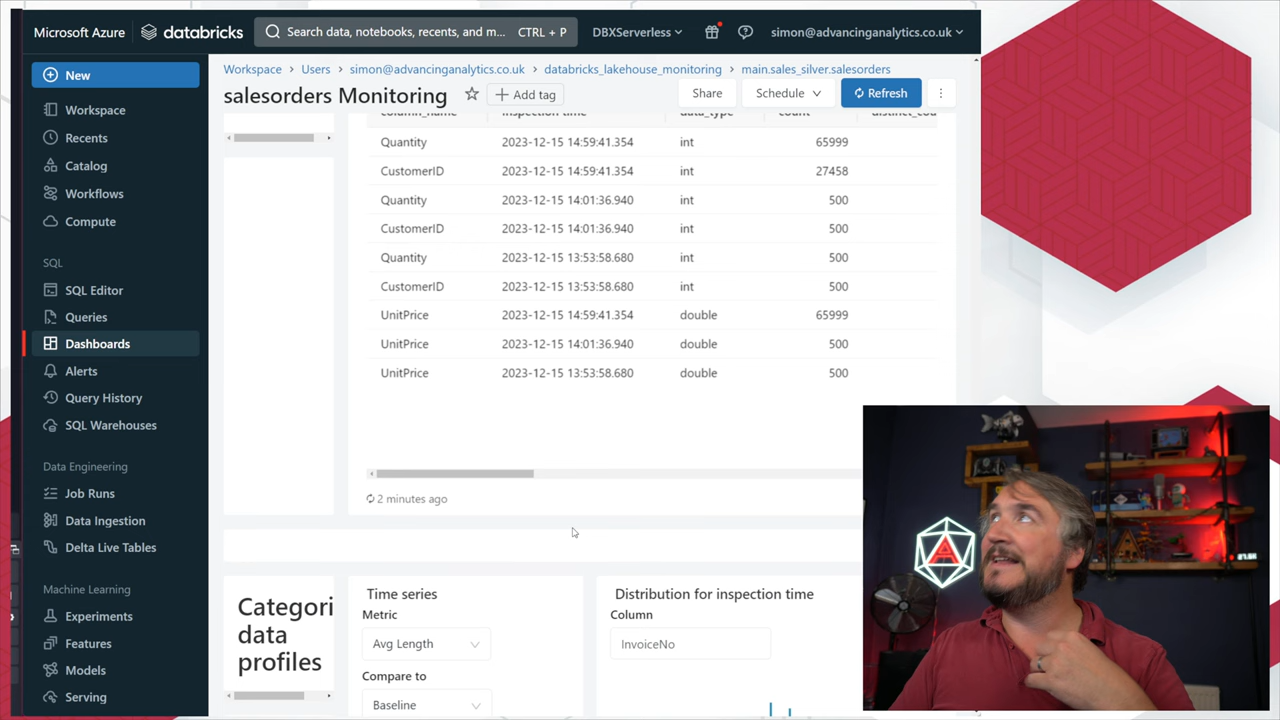 Microsoft Azure databricks Search data, notebooks, recents, and m... CTRL + P DBXServerless simon@advancinganalytics.co.uk
New
Workspace
Recents
Catalog
Workflows
Compute
SQL
SQL Editor
Queries
Dashboards
Alerts
Query History
SQL Warehouses
Data Engineering
Job Runs
Data Ingestion
Delta Live Tables
Machine Learning
Experiments
Features
Models
Serving
Workspace > Users > simon@advancinganalytics.co.uk > databricks_lakehouse_monitoring > main.sales_silver.salesorders
salesorders Monitoring Add tag Share Schedule Refresh
column_name inspection time data_type count distinct_cou
Quantity 2023-12-15 14:59:41.354 int 65999
CustomerID 2023-12-15 14:59:41.354 int 27458
Quantity 2023-12-15 14:01:36.940 int 500
CustomerID 2023-12-15 14:01:36.940 int 500
Quantity 2023-12-15 13:53:58.680 int 500
CustomerID 2023-12-15 13:53:58.680 int 500
UnitPrice 2023-12-15 14:59:41.354 double 65999
UnitPrice 2023-12-15 14:01:36.940 double 500
UnitPrice 2023-12-15 13:53:58.680 double 500
2 minutes ago
Categori
data
profiles
Time series
Metric
Avg Length
Compare to
Baseline
Distribution for inspection time
Column
InvoiceNo
A